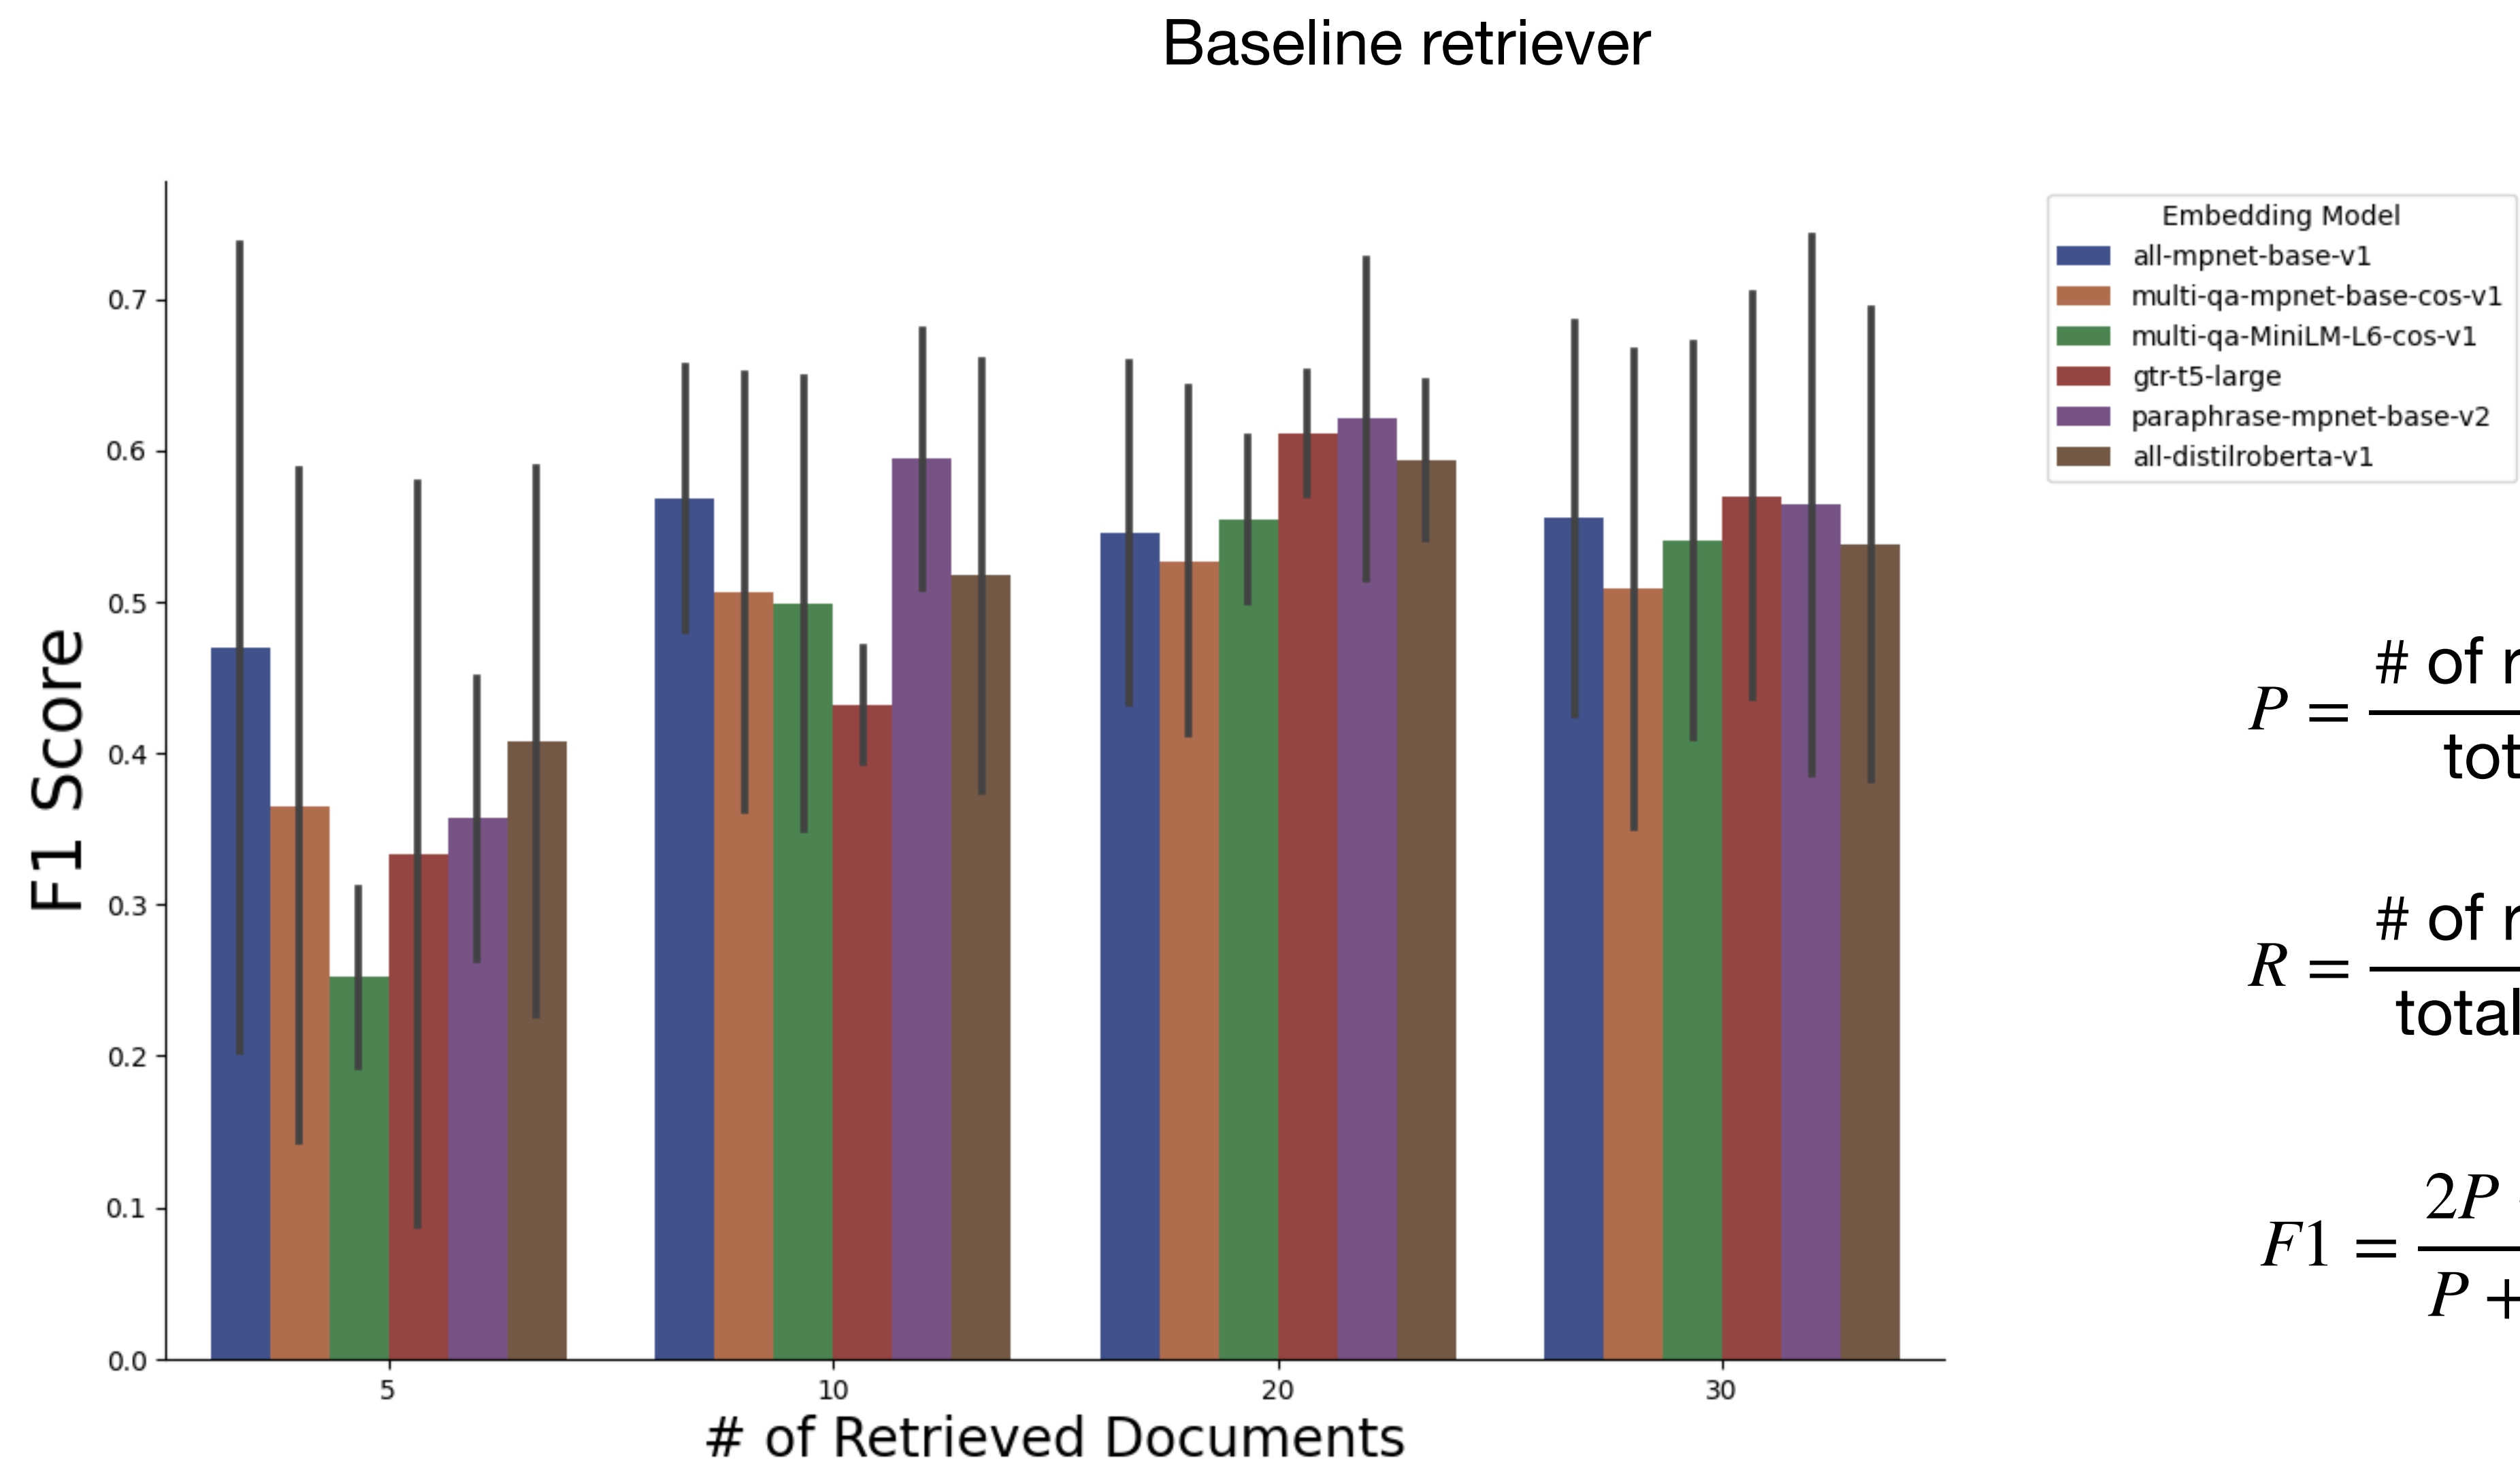 Baseline retriever
F1 Score
0.7
0.6
0.5
0.4
0.3
0.2
0.1
0.0
5 10 20 30
# of Retrieved Documents
Embedding Model
all-mpnet-base-v1
multi-qa-mpnet-base-cos-v1
multi-qa-MiniLM-L6-cos-v1
gtr-t5-large
paraphrase-mpnet-base-v2
all-distilroberta-v1
# of
P =
# of
R =
total
2P
F1 =
P +